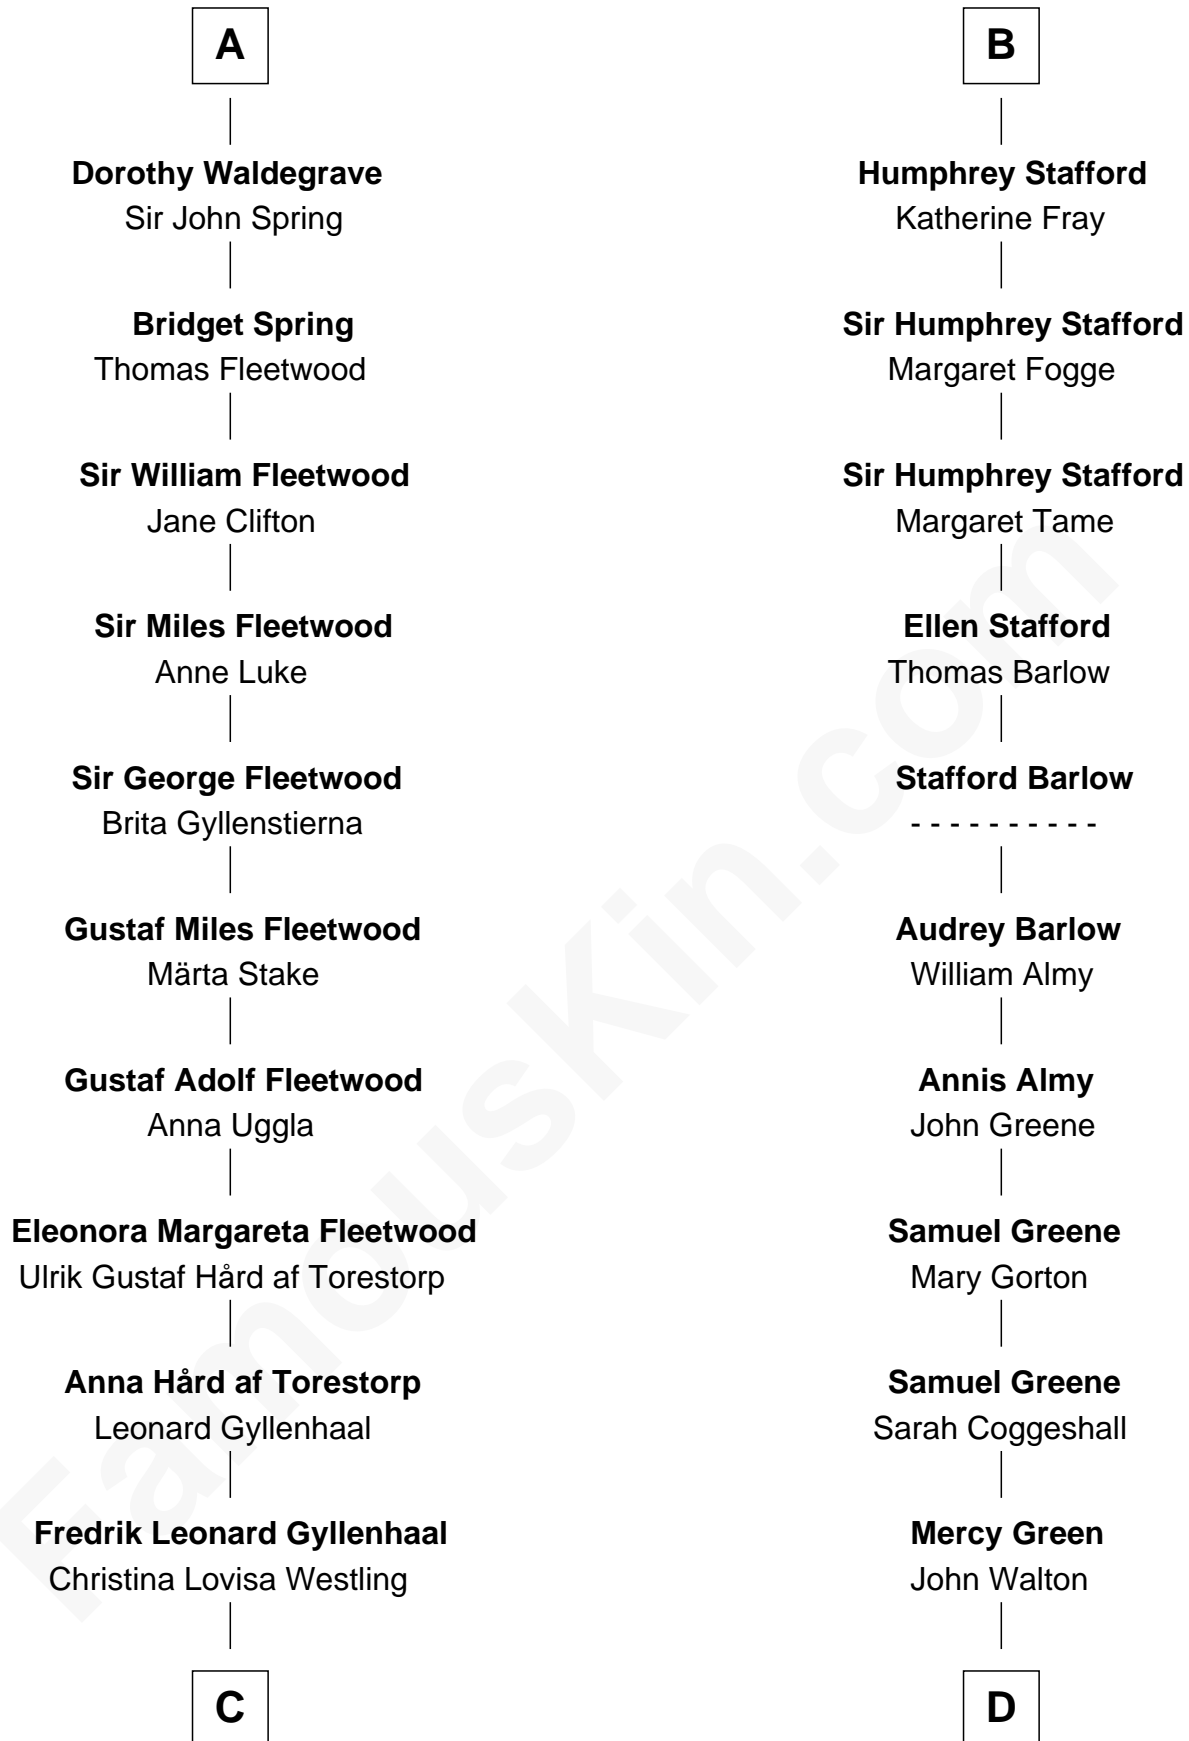 A
Dorothy Waldegrave
Sir John Spring
Bridget Spring
Thomas Fleetwood
Sir William Fleetwood
Jane Clifton
Sir Miles Fleetwood
Anne Luke
Sir George Fleetwood
Brita Gyllenstierna
Gustaf Miles Fleetwood
Märta Stake
Gustaf Adolf Fleetwood
Anna Uggla
Eleonora Margareta Fleetwood
Ulrik Gustaf Hård af Torestorp
Anna Hård af Torestorp
Leonard Gyllenhaal
Fredrik Leonard Gyllenhaal
Christina Lovisa Westling
C
B
Humphrey Stafford
Katherine Fray
Sir Humphrey Stafford
Margaret Fogge
Sir Humphrey Stafford
Margaret Tame
Ellen Stafford
Thomas Barlow
Stafford Barlow
- - - - - - - - - -
Audrey Barlow
William Almy
Annis Almy
John Greene
Samuel Greene
Mary Gorton
Samuel Greene
Sarah Coggeshall
Mercy Green
John Walton
D
FamousKin.com